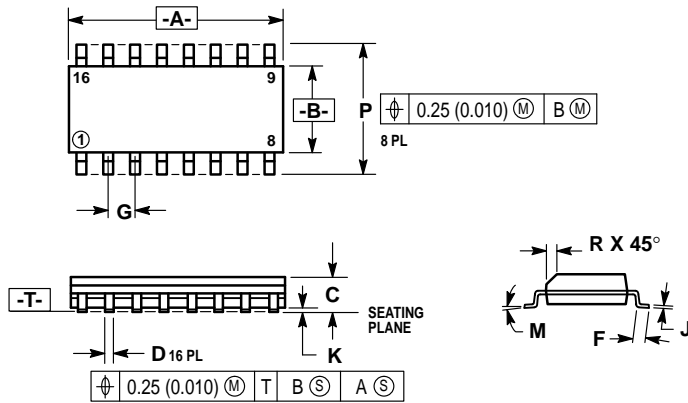 -A-
16 9
-B- P
⌖ 0.25 (0.010) Ⓜ B Ⓜ
8 PL
① 8
G
R X 45°
-T-
C
SEATING
PLANE
M
F
J
D 16 PL
K
⌖ 0.25 (0.010) Ⓜ T B Ⓢ A Ⓢ